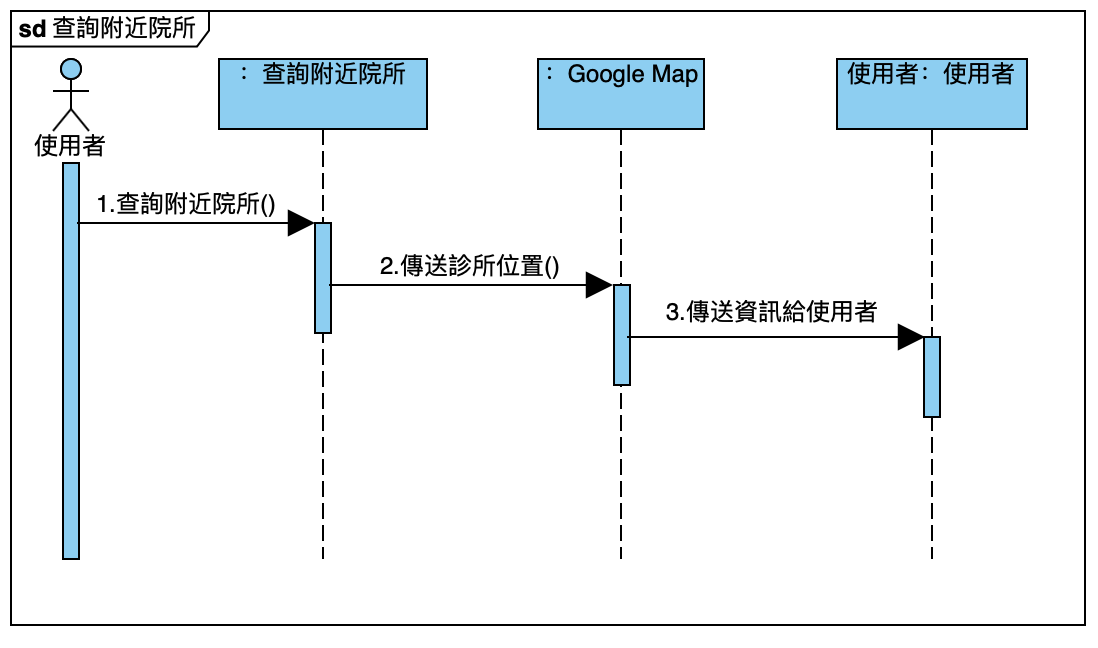 sd 查詢附近院所
使用者
：查詢附近院所
：Google Map
使用者：使用者
1.查詢附近院所()
2.傳送診所位置()
3.傳送資訊給使用者